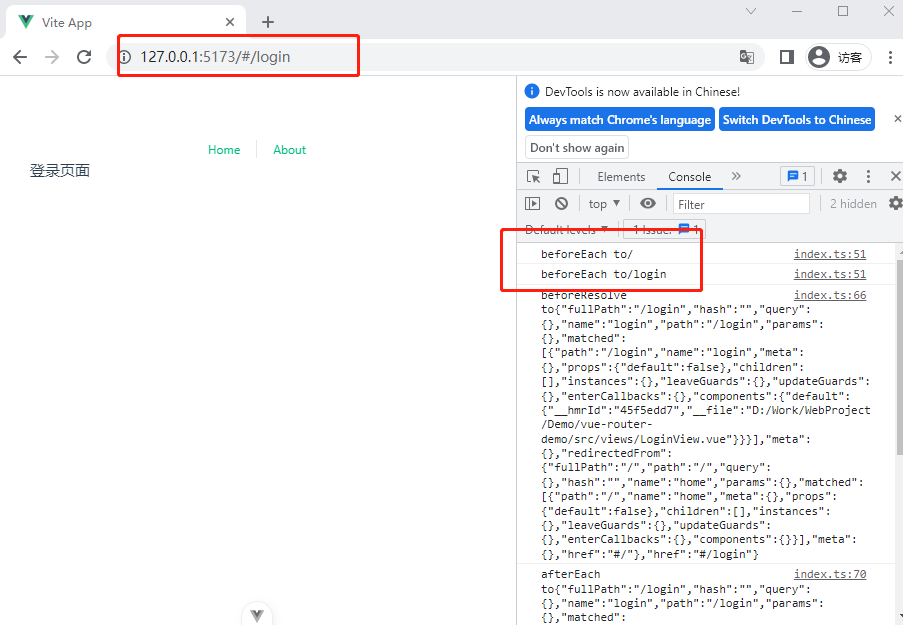 Vite App
127.0.0.1:5173/#/login
访客
DevTools is now available in Chinese!
Always match Chrome's language
Switch DevTools to Chinese
Don't show again
Home
About
登录页面
Elements
Console
1
top
Filter
2 hidden
Default levels
1 Issue:
1
beforeEach to/
index.ts:51
beforeEach to/login
index.ts:51
beforeResolve
index.ts:66
to{"fullPath":"/login","hash":"","query":
{},"name":"login","path":"/login","params":
{},"matched":
[{"path":"/login","name":"login","meta":
{},"props":{"default":false},"children":
[],"instances":{},"leaveGuards":{},"updateGuards":
{},"enterCallbacks":{},"components":{"default":
{"__hmrId":"45f5edd7","__file":"D:/Work/WebProject
/Demo/vue-router-
demo/src/views/LoginView.vue"}}}],"meta":
{},"redirectedFrom":
{"fullPath":"/","path":"/","query":
{},"hash":"","name":"home","params":{},"matched":
[{"path":"/","name":"home","meta":{},"props":
{"default":false},"children":[],"instances":
{},"leaveGuards":{},"updateGuards":
{},"enterCallbacks":{},"components":{}}],"meta":
{},"href":"#/"},"href":"#/login"}
afterEach
index.ts:70
to{"fullPath":"/login","hash":"","query":
{},"name":"login","path":"/login","params":
{},"matched":